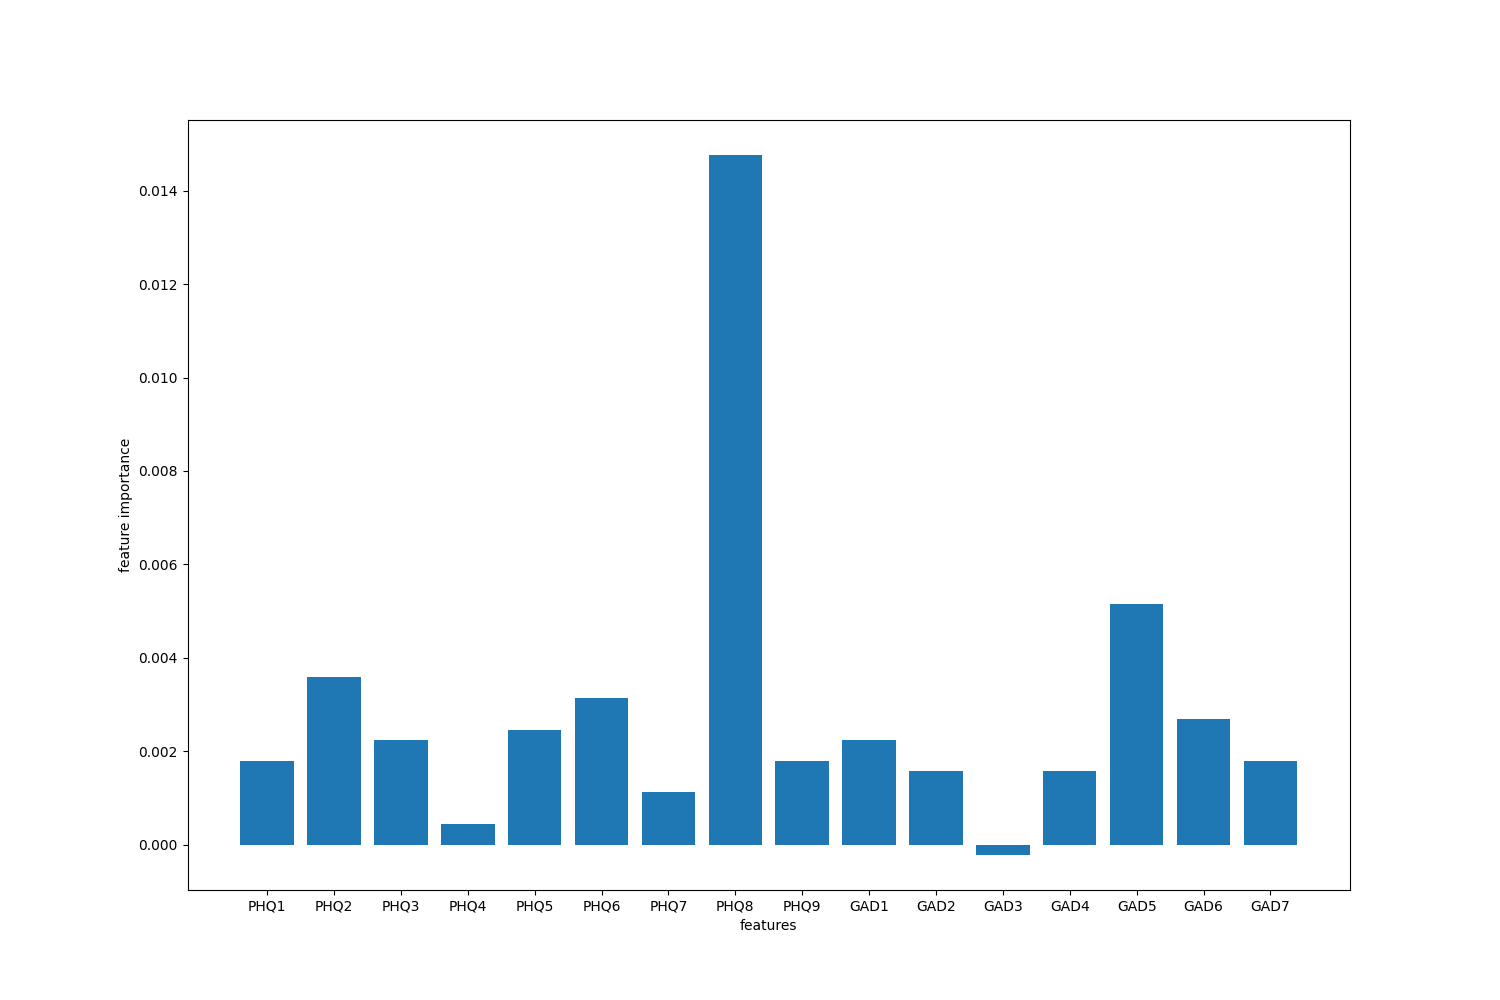 0.014
0.012
0.010
0.008
0.006
0.004
0.002
0.000
feature importance
PHQ1 PHQ2 PHQ3 PHQ4 PHQ5 PHQ6 PHQ7 PHQ8 PHQ9 GAD1 GAD2 GAD3 GAD4 GAD5 GAD6 GAD7
features